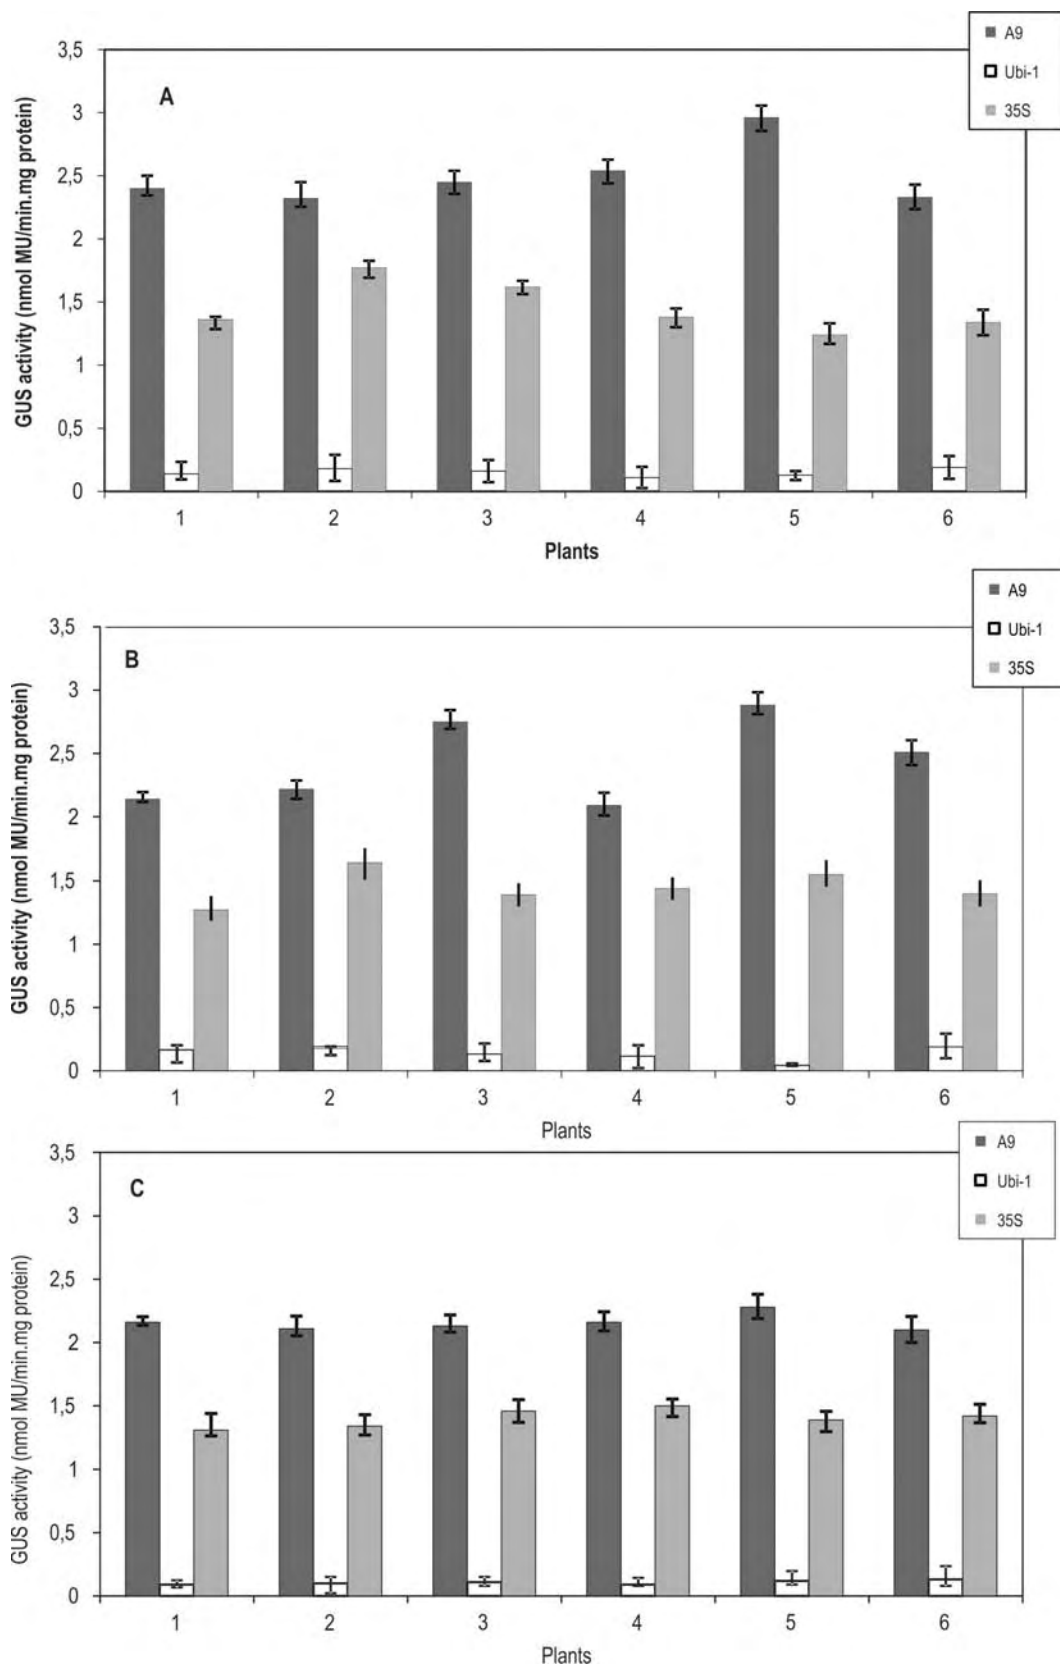 A9
Ubi-1
35S
A
GUS activity (nmol MU/min.mg protein)
3,5
3
2,5
2
1,5
1
0,5
0
1 2 3 4 5 6
Plants
A9
Ubi-1
35S
B
GUS activity (nmol MU/min.mg protein)
3,5
3
2,5
2
1,5
1
0,5
0
1 2 3 4 5 6
Plants
A9
Ubi-1
35S
C
GUS activity (nmol MU/min.mg protein)
3,5
3
2,5
2
1,5
1
0,5
0
1 2 3 4 5 6
Plants